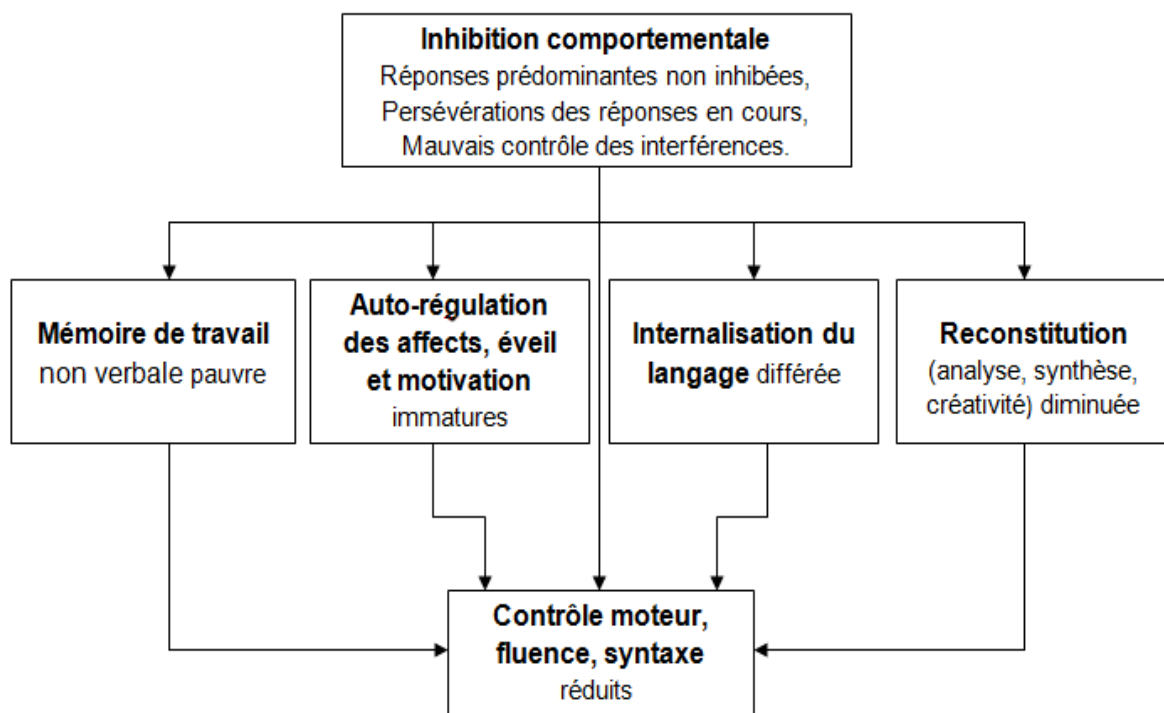 Inhibition comportementale
Réponses prédominantes non inhibées,
Persévérations des réponses en cours,
Mauvais contrôle des interférences.
Mémoire de travail
non verbale pauvre
Auto-régulation
des affects, éveil
et motivation
immatures
Internalisation du
langage différée
Reconstitution
(analyse, synthèse,
créativité) diminuée
Contrôle moteur,
fluence, syntaxe
réduits